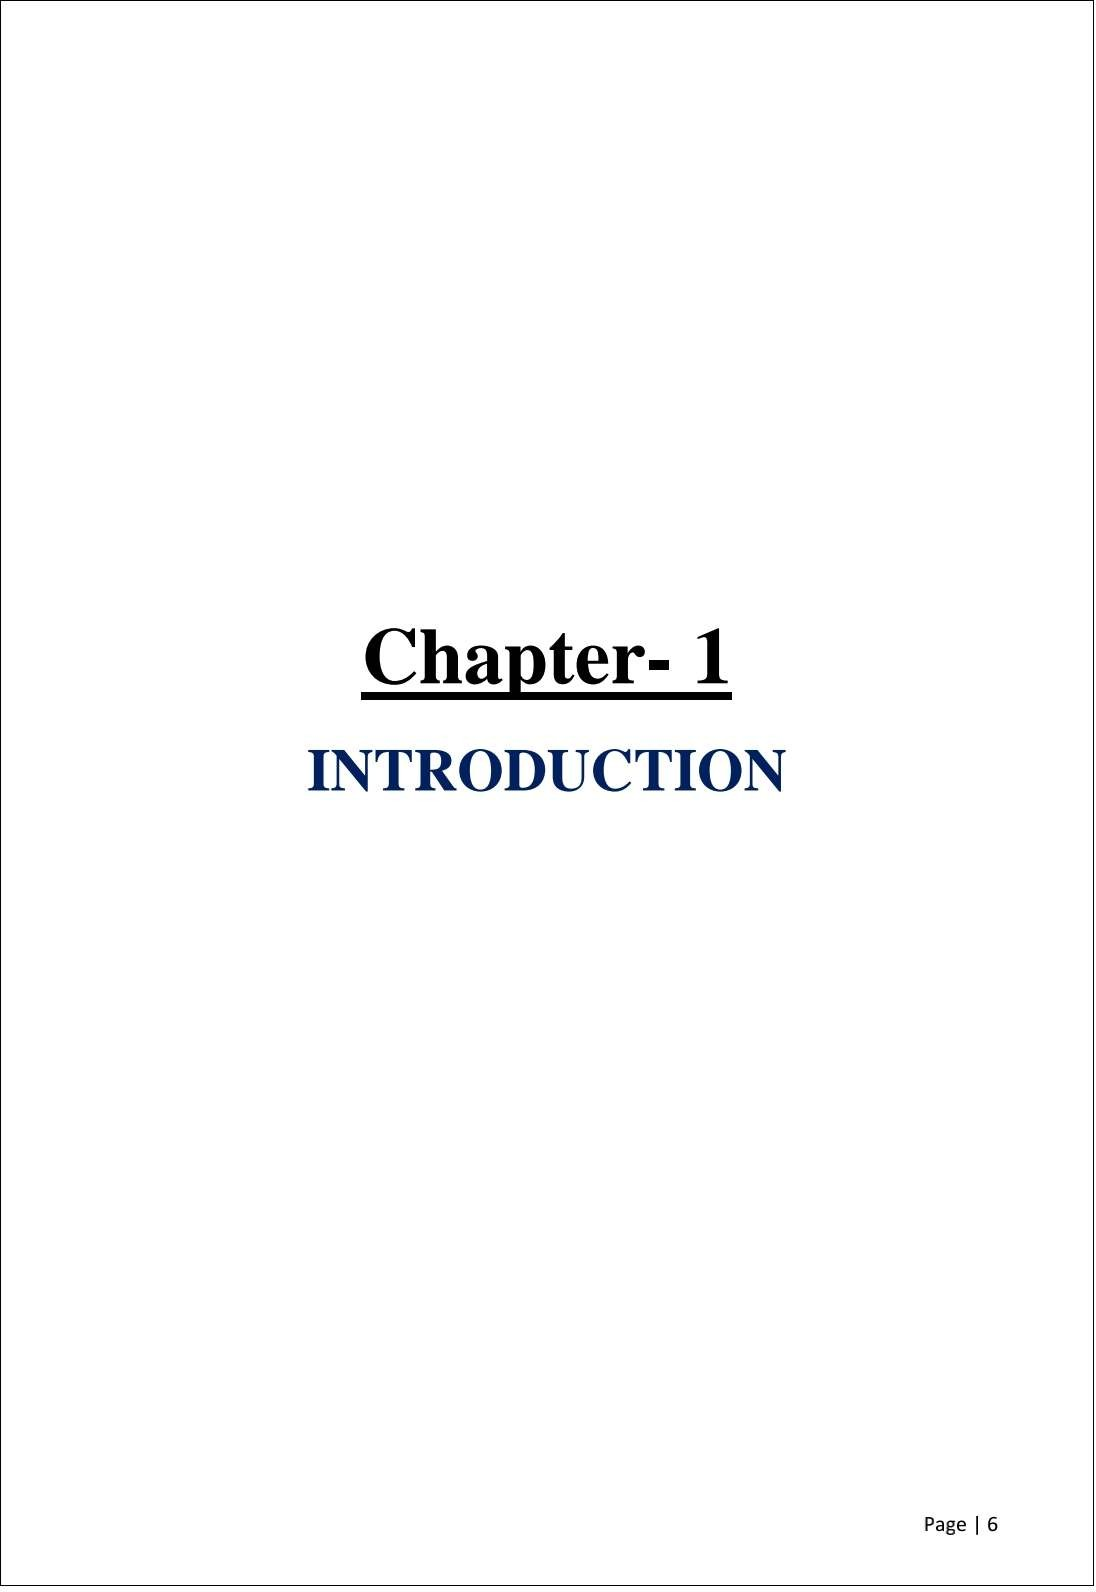 Chapter- 1
INTRODUCTION
Page | 6